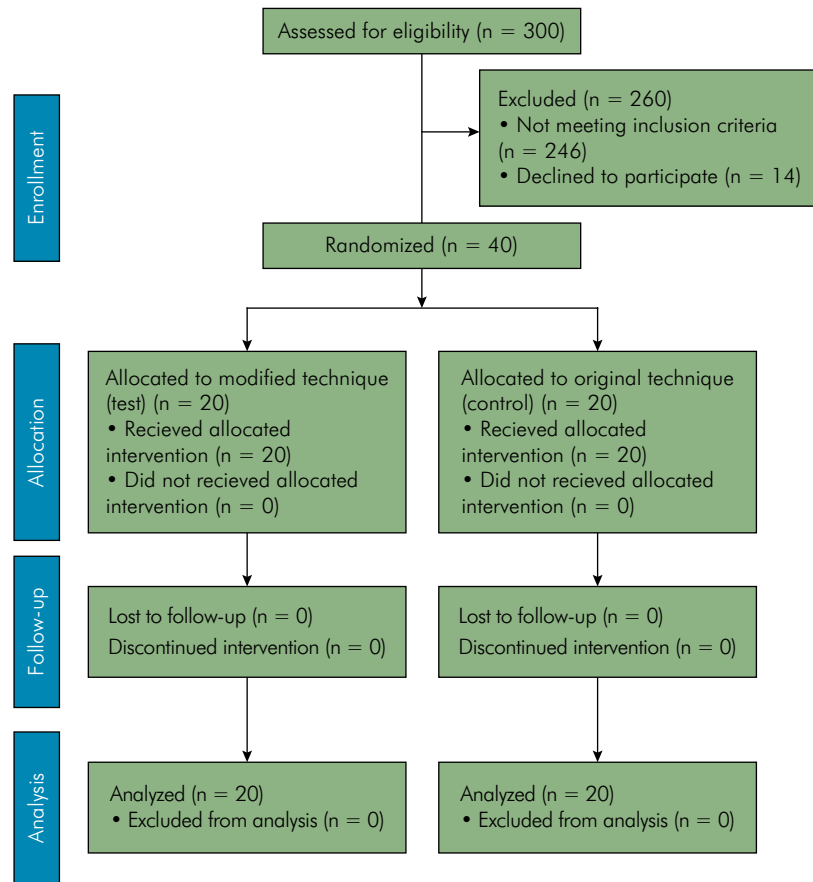 Assessed for eligibility (n = 300)
Enrollment
Excluded (n = 260)
• Not meeting inclusion criteria
(n = 246)
• Declined to participate (n = 14)
Randomized (n = 40)
Allocation
Allocated to modified technique
(test) (n = 20)
• Recieved allocated
intervention (n = 20)
• Did not recieved allocated
intervention (n = 0)
Allocated to original technique
(control) (n = 20)
• Recieved allocated
intervention (n = 20)
• Did not recieved allocated
intervention (n = 0)
Follow-up
Lost to follow-up (n = 0)
Discontinued intervention (n = 0)
Lost to follow-up (n = 0)
Discontinued intervention (n = 0)
Analysis
Analyzed (n = 20)
• Excluded from analysis (n = 0)
Analyzed (n = 20)
• Excluded from analysis (n = 0)